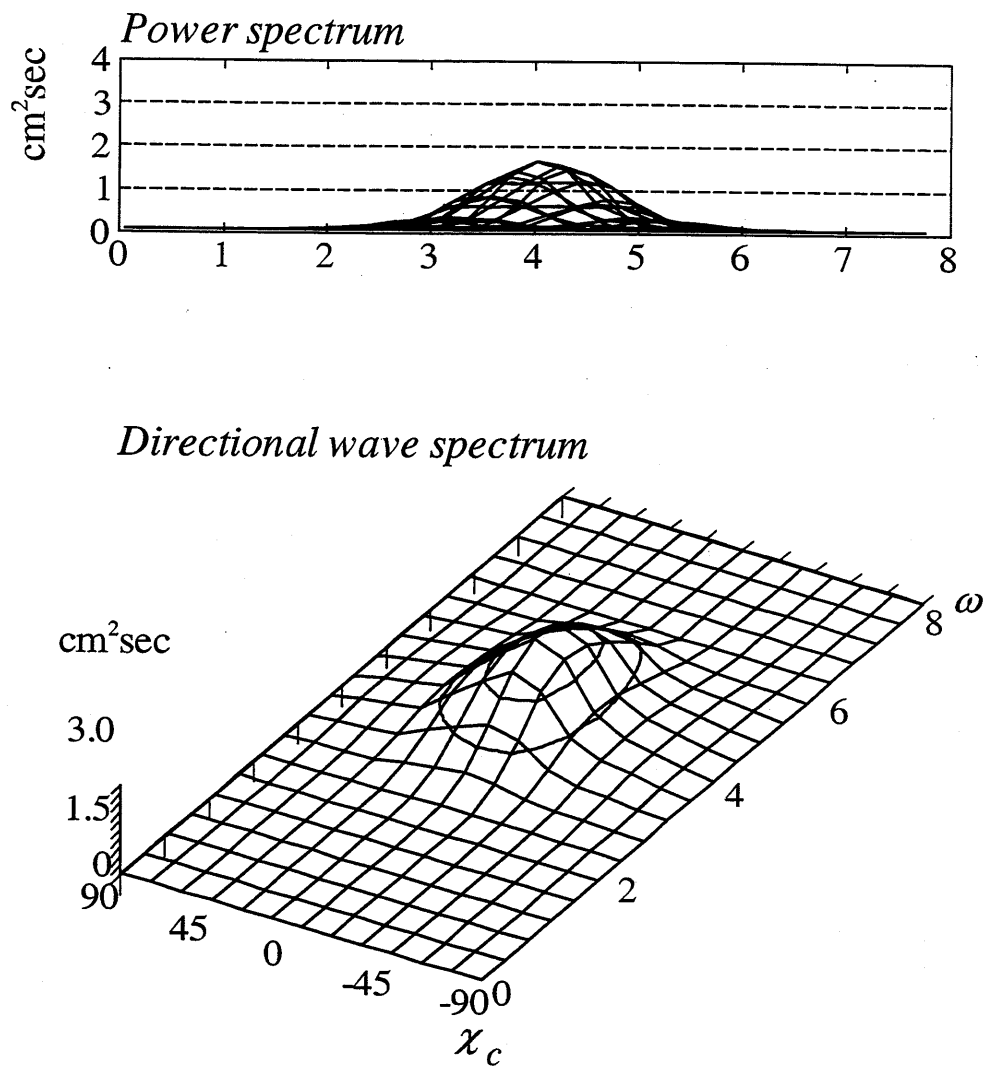 Power spectrum
cm²sec
4
3
2
1
0
0 1 2 3 4 5 6 7 8
Directional wave spectrum
cm²sec
3.0
1.5
0
90 45 0 -45 -90
χc
0 2 4 6 8 ω